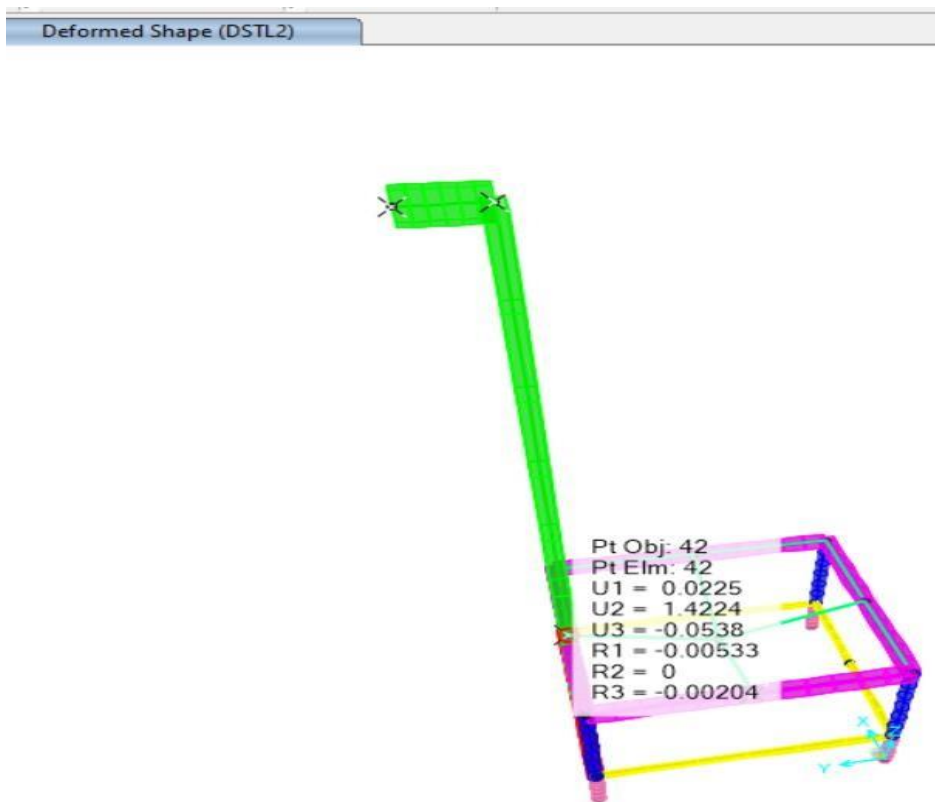 Deformed Shape (DSTL2)
Pt Obj: 42
Pt Elm: 42
U1 = 0.0225
U2 = 1.4224
U3 = -0.0538
R1 = -0.00533
R2 = 0
R3 = -0.00204
X
Z
Y